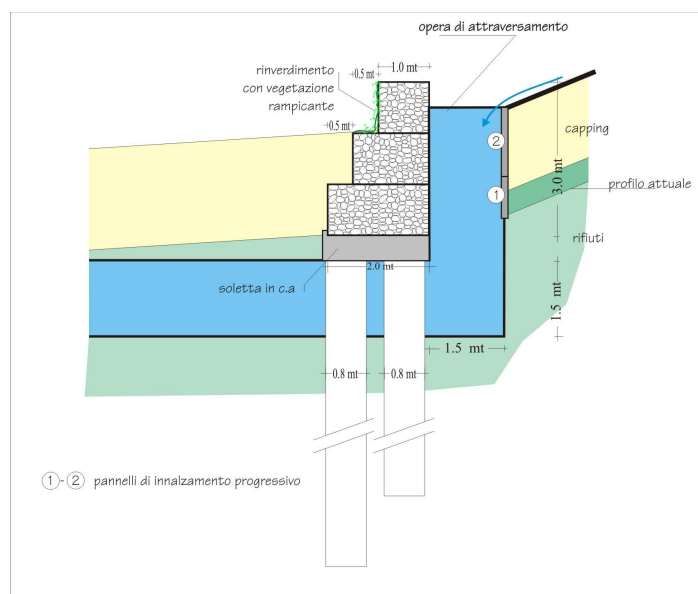 opera di attraversamento
1.0 mt
0.5 mt
rinverdimento
con vegetazione
rampicante
0.5 mt
capping
2
3.0 mt
1
profilo attuale
rifiuti
2.0 mt
soletta in c.a
1.5 mt
1.5 mt
0.8 mt
0.8 mt
1 - 2 pannelli di innalzamento progressivo